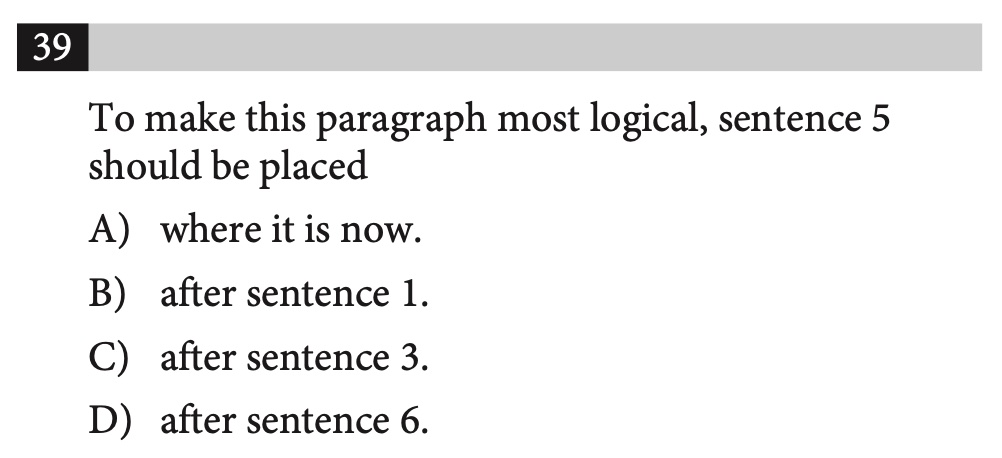 39
To make this paragraph most logical, sentence 5
should be placed
A) where it is now.
B) after sentence 1.
C) after sentence 3.
D) after sentence 6.